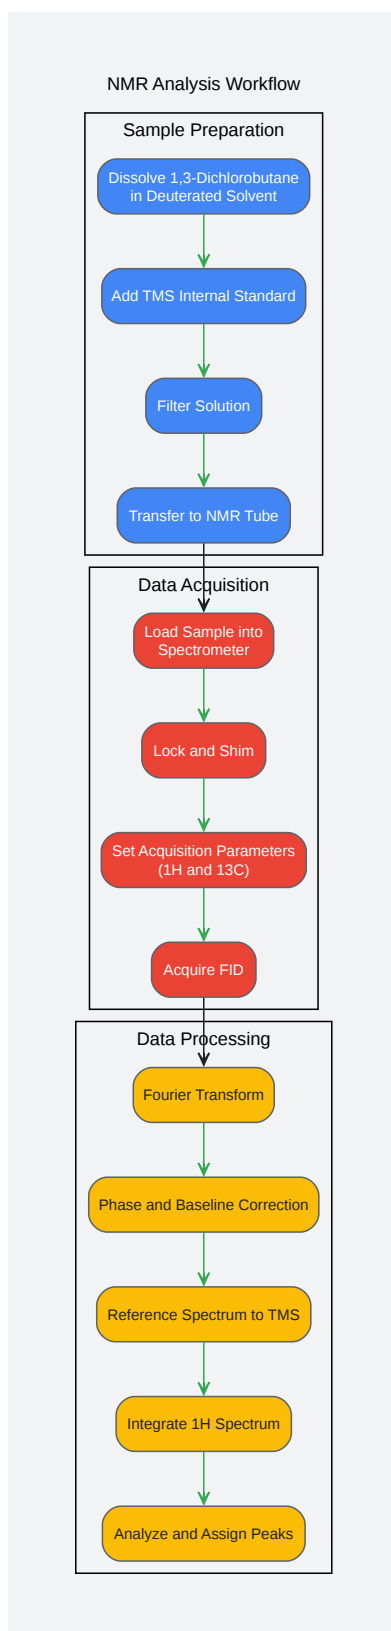 NMR Analysis Workflow
Sample Preparation
Dissolve 1,3-Dichlorobutane
in Deuterated Solvent
Add TMS Internal Standard
Filter Solution
Transfer to NMR Tube
Data Acquisition
Load Sample into
Spectrometer
Lock and Shim
Set Acquisition Parameters
(1H and 13C)
Acquire FID
Data Processing
Fourier Transform
Phase and Baseline Correction
Reference Spectrum to TMS
Integrate 1H Spectrum
Analyze and Assign Peaks